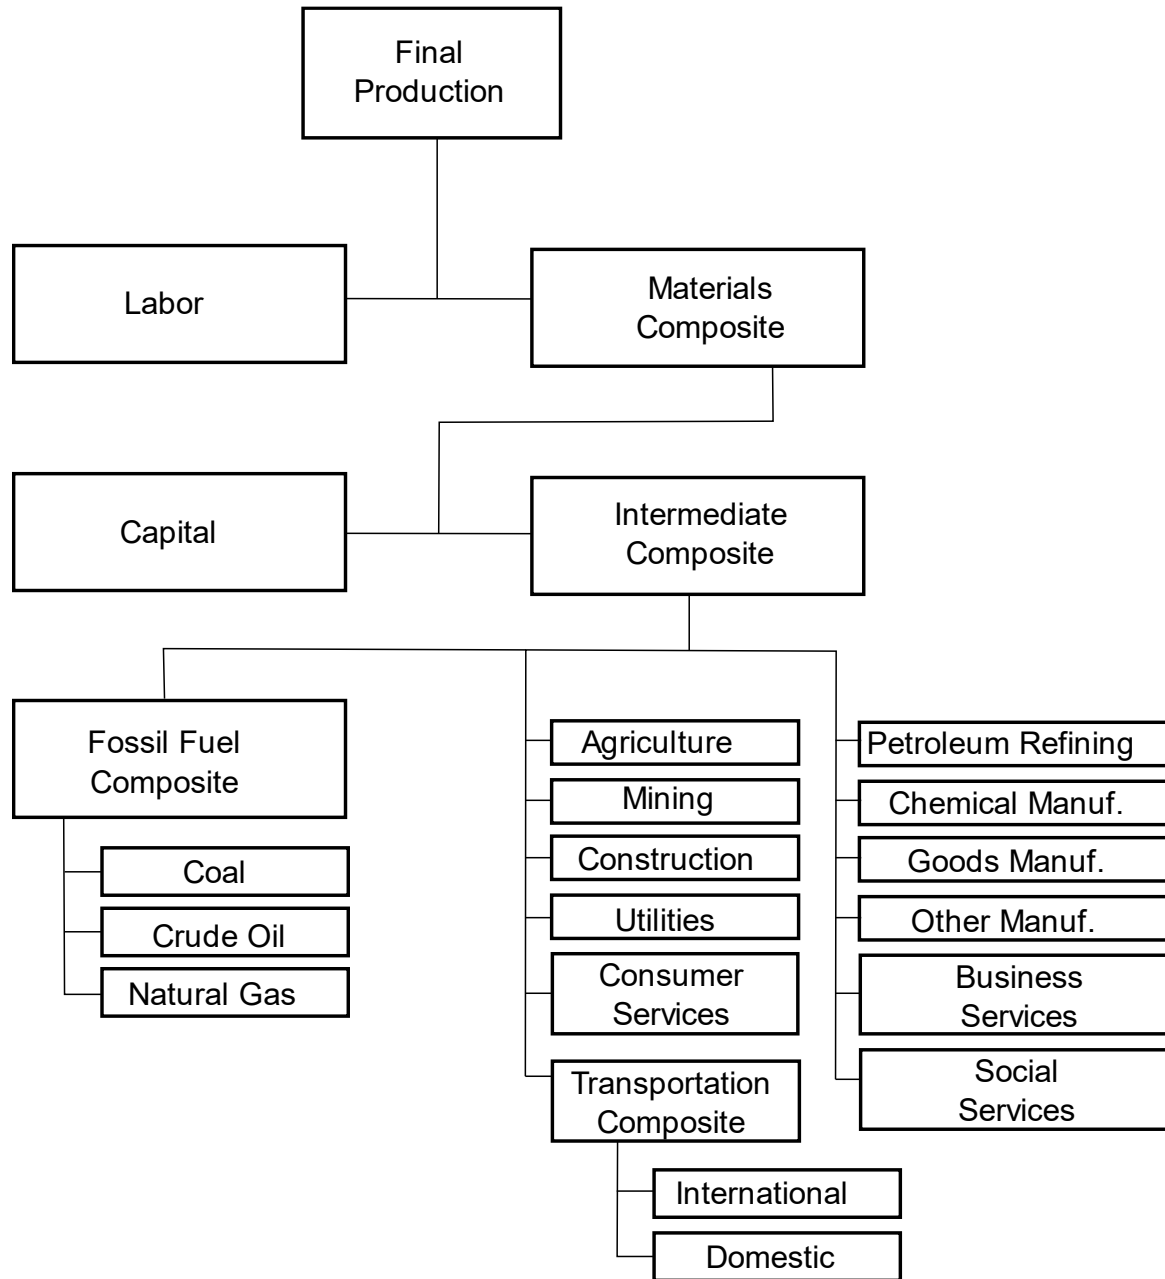 Final
Production
Labor
Materials
Composite
Capital
Intermediate
Composite
Fossil Fuel
Composite
Coal
Crude Oil
Natural Gas
Agriculture
Mining
Construction
Utilities
Consumer
Services
Transportation
Composite
International
Domestic
Petroleum Refining
Chemical Manuf.
Goods Manuf.
Other Manuf.
Business
Services
Social
Services